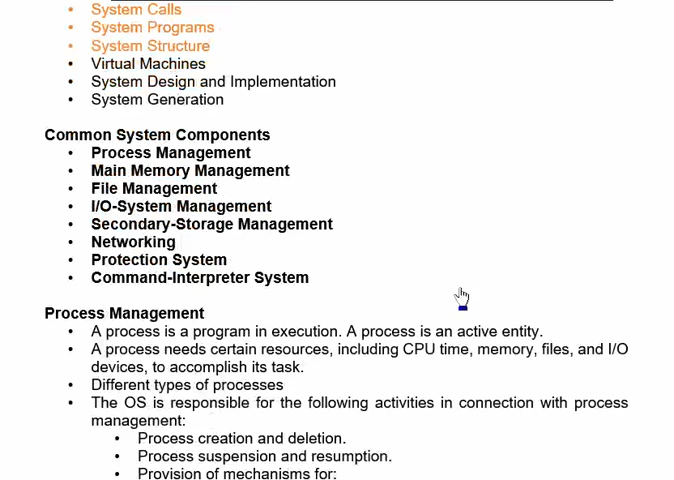 • System Calls
• System Programs
• System Structure
• Virtual Machines
• System Design and Implementation
• System Generation
Common System Components
• Process Management
• Main Memory Management
• File Management
• I/O-System Management
• Secondary-Storage Management
• Networking
• Protection System
• Command-Interpreter System
Process Management
• A process is a program in execution. A process is an active entity.
• A process needs certain resources, including CPU time, memory, files, and I/O
devices, to accomplish its task.
• Different types of processes
• The OS is responsible for the following activities in connection with process
management:
• Process creation and deletion.
• Process suspension and resumption.
• Provision of mechanisms for: